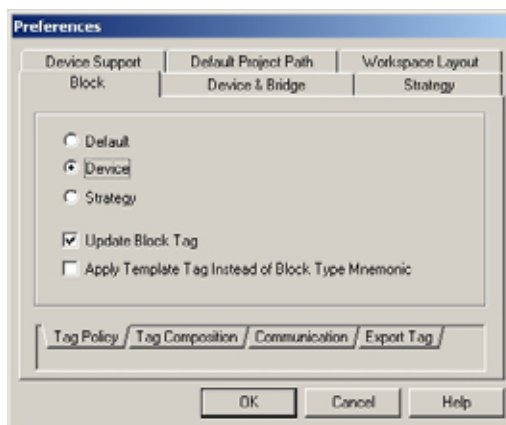 Preferences
Device Support Default Project Path Workspace Layout
Block Device & Bridge Strategy
Default
Device
Strategy
Update Block Tag
Apply Template Tag Instead of Block Type Mnemonic
Tag Policy Tag Composition Communication Export Tag
OK Cancel Help